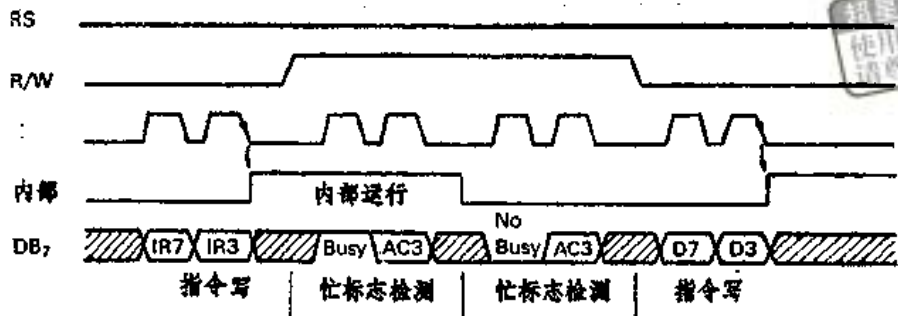 RS
R/W
:
内部
内部运行
No
DB₇
IR7 IR3 Busy AC3 Busy AC3 D7 D3
指令写 忙标志检测 忙标志检测 指令写